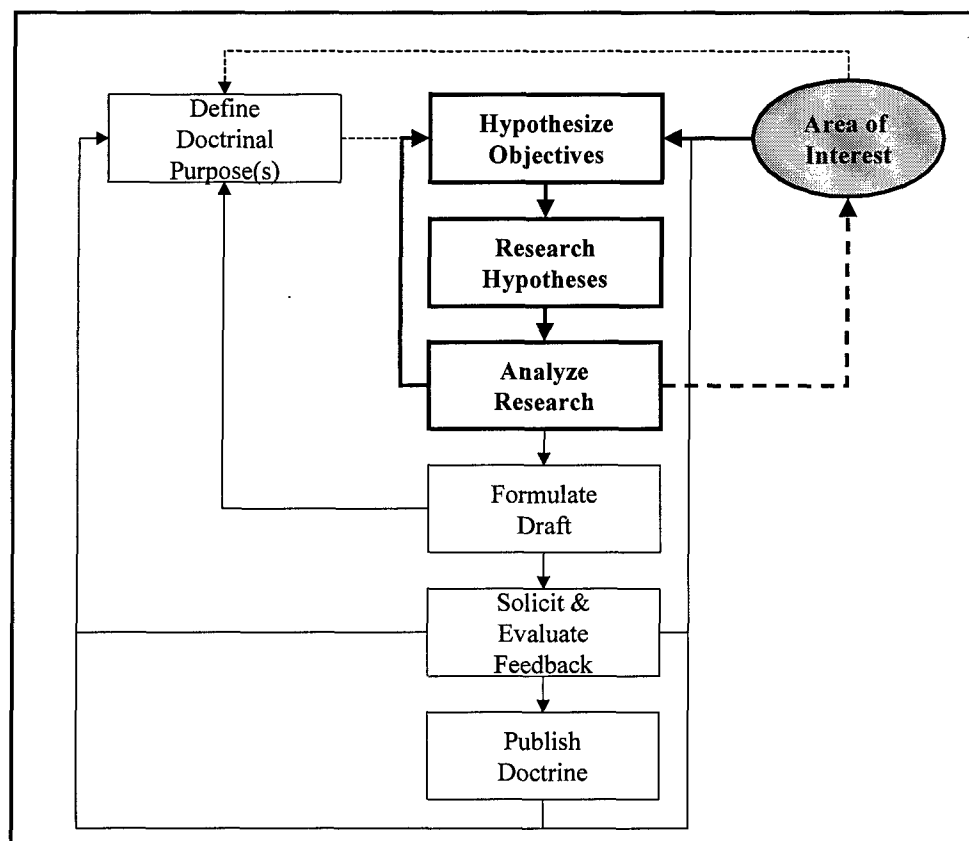 Define
Doctrinal
Purpose(s)
Hypothesize
Objectives
Area of
Interest
Research
Hypotheses
Analyze
Research
Formulate
Draft
Solicit &
Evaluate
Feedback
Publish
Doctrine